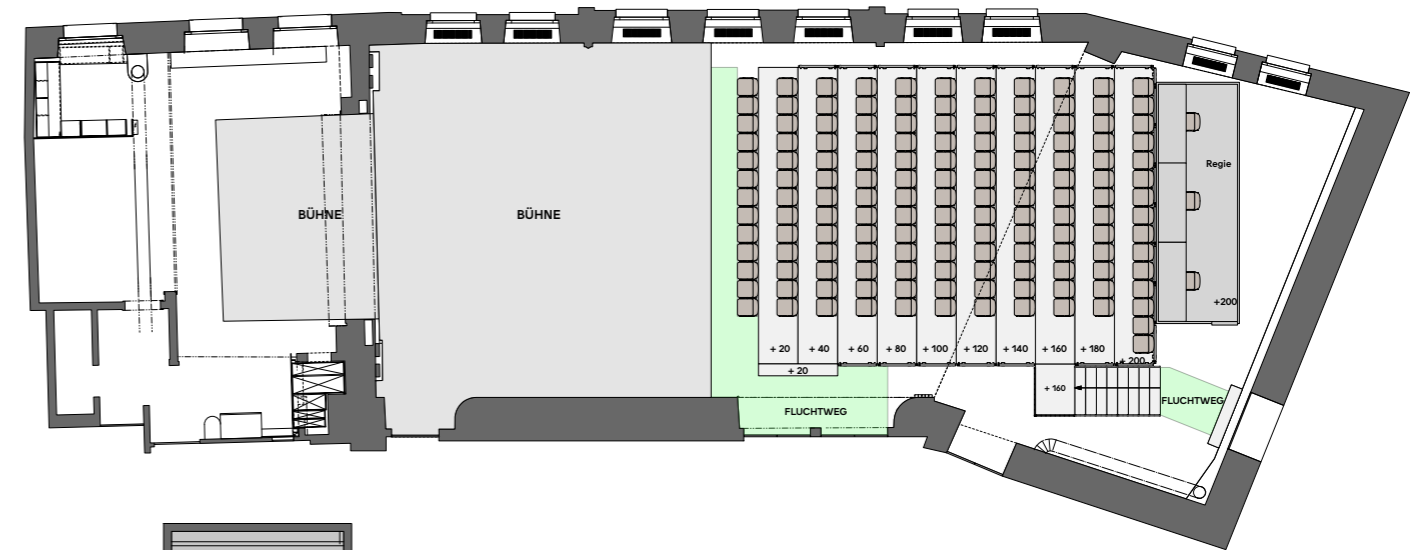 BÜHNE
BÜHNE
Regie
+200
+ 20
+ 40
+ 60
+ 80
+ 100
+ 120
+ 140
+ 160
+ 180
+ 200
+ 20
+ 160
FLUCHTWEG
FLUCHTWEG